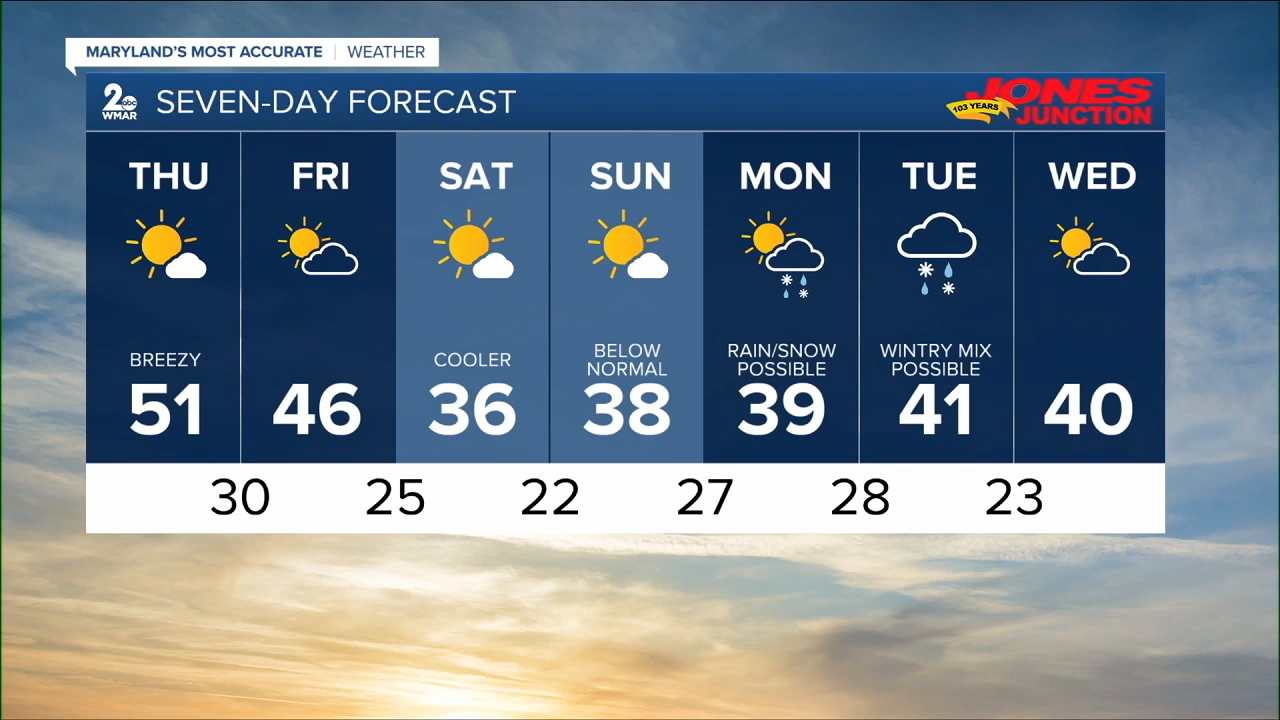 MARYLAND'S MOST ACCURATE | WEATHER
2 abc
WMAR
SEVEN-DAY FORECAST
103 YEARS
JONES
JUNCTION
THU FRI SAT SUN MON TUE WED
BREEZY COOLER BELOW NORMAL RAIN/SNOW POSSIBLE WINTRY MIX POSSIBLE
51 46 36 38 39 41 40
30 25 22 27 28 23